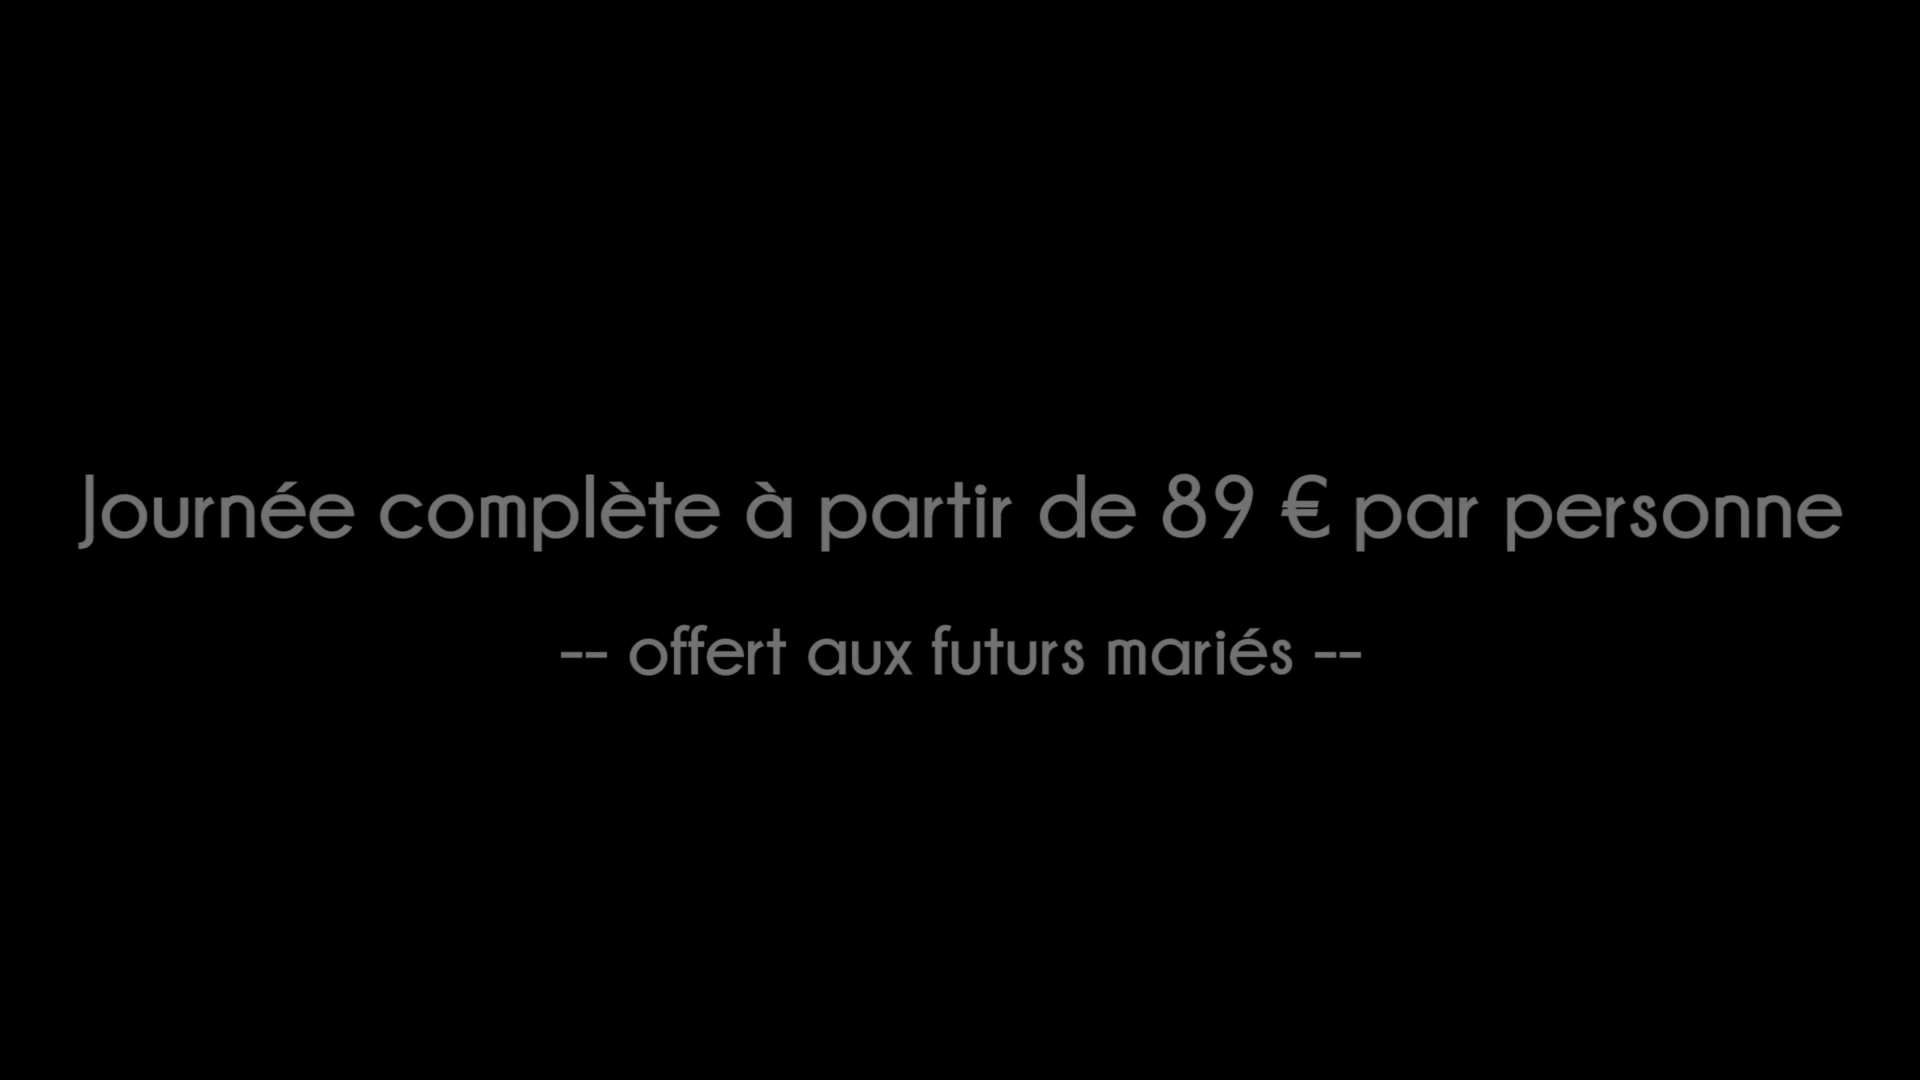 Journée complète à partir de 89 € par personne
-- offert aux futurs mariés --